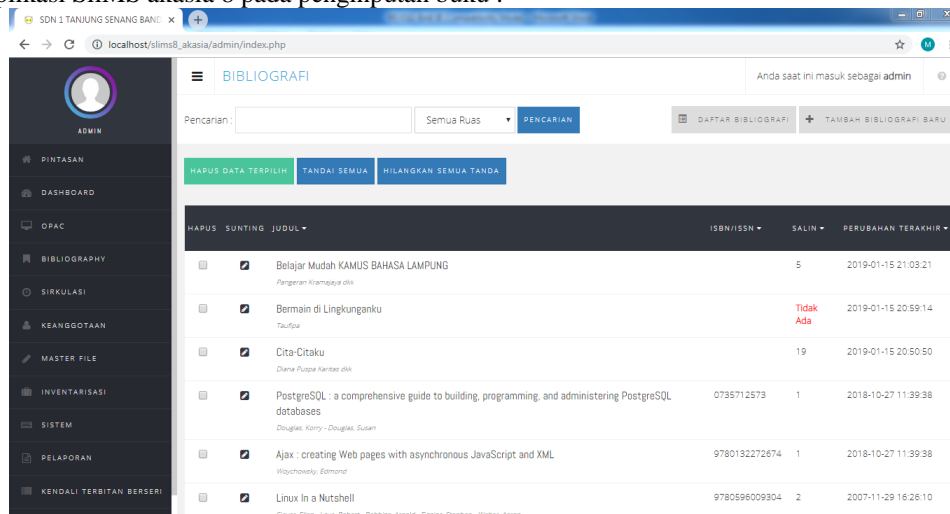 SDN 1 TANJUNG SENANG BAND
localhost/slims8_akasia/admin/index.php
M
BIBLIOGRAFI
Anda saat ini masuk sebagai admin
ADMIN
Pencarian :
Semua Ruas
PENCARIAN
DAFTAR BIBLIOGRAFI
TAMBAH BIBLIOGRAFI BARU
PINTASAN
DASHBOARD
OPAC
BIBLIOGRAPHY
SIRKULASI
KEANGGOTAAN
MASTER FILE
INVENTARISASI
SISTEM
PELAPORAN
KENDALI TERBITAN BERSERI
HAPUS DATA TERPILIH
TANDAI SEMUA
HILANGKAN SEMUA TANDA
HAPUS SUNTING JUDUL ISBN/ISSN SALIN PERUBAHAN TERAKHIR
Belajar Mudah KAMUS BAHASA LAMPUNG 5 2019-01-15 21:03:21
Pangeran Kramajaya dkk
Bermain di Lingkunganku Tidak 2019-01-15 20:59:14
Ada
Taufipa
Cita-Citaku 19 2019-01-15 20:50:50
Diana Puspa Karitas dkk
PostgreSQL : a comprehensive guide to building, programming, and administering PostgreSQL 0735712573 1 2018-10-27 11:39:38
databases
Douglas, Korry - Douglas, Susan
Ajax : creating Web pages with asynchronous JavaScript and XML 9780132272674 1 2018-10-27 11:39:38
Woychowsky, Edmond
Linux In a Nutshell 9780596009304 2 2007-11-29 16:26:10